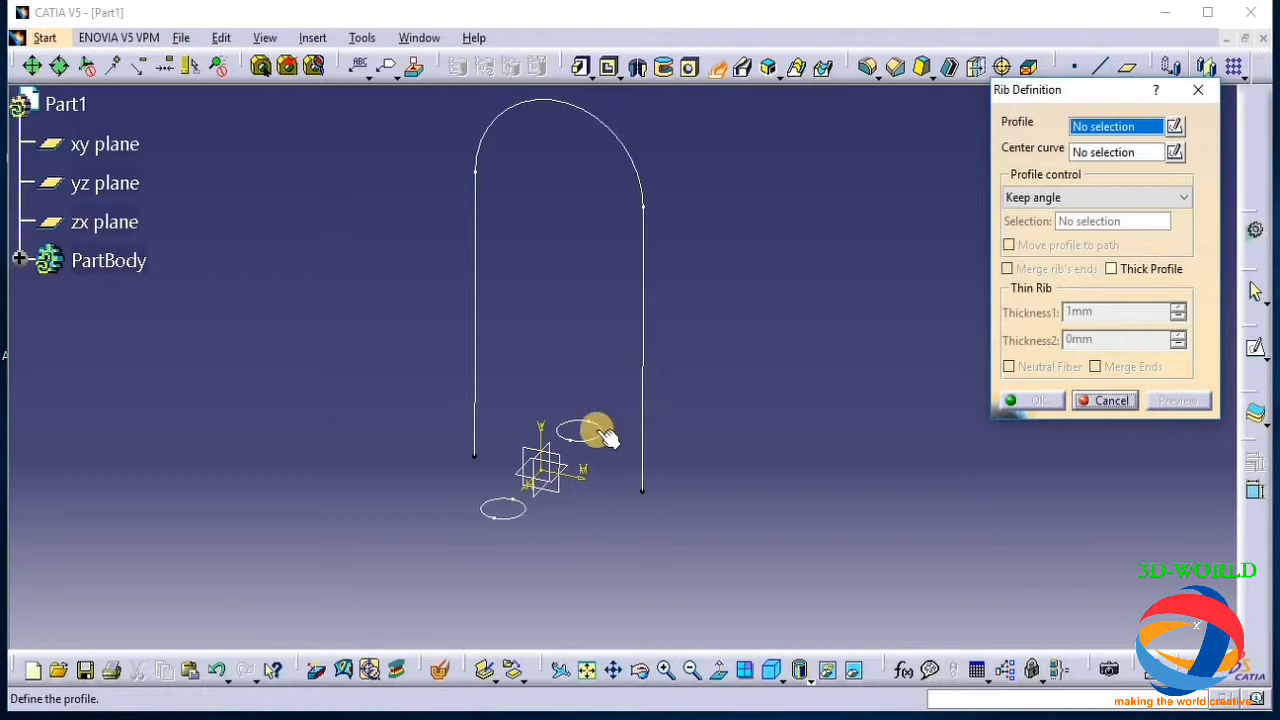 CATIA V5 - [Part1]
Start ENOVIA V5 VPM File Edit View Insert Tools Window Help
Part1
xy plane
yz plane
zx plane
PartBody
Rib Definition
Profile No selection
Center curve No selection
Profile control
Keep angle
Selection: No selection
Move profile to path
Merge rib's ends Thick Profile
Thin Rib
Thickness1: 1mm
Thickness2: 0mm
Neutral Fiber Merge Ends
OK Cancel Preview
3D-WORLD
CATIA
making the world creative
Define the profile.